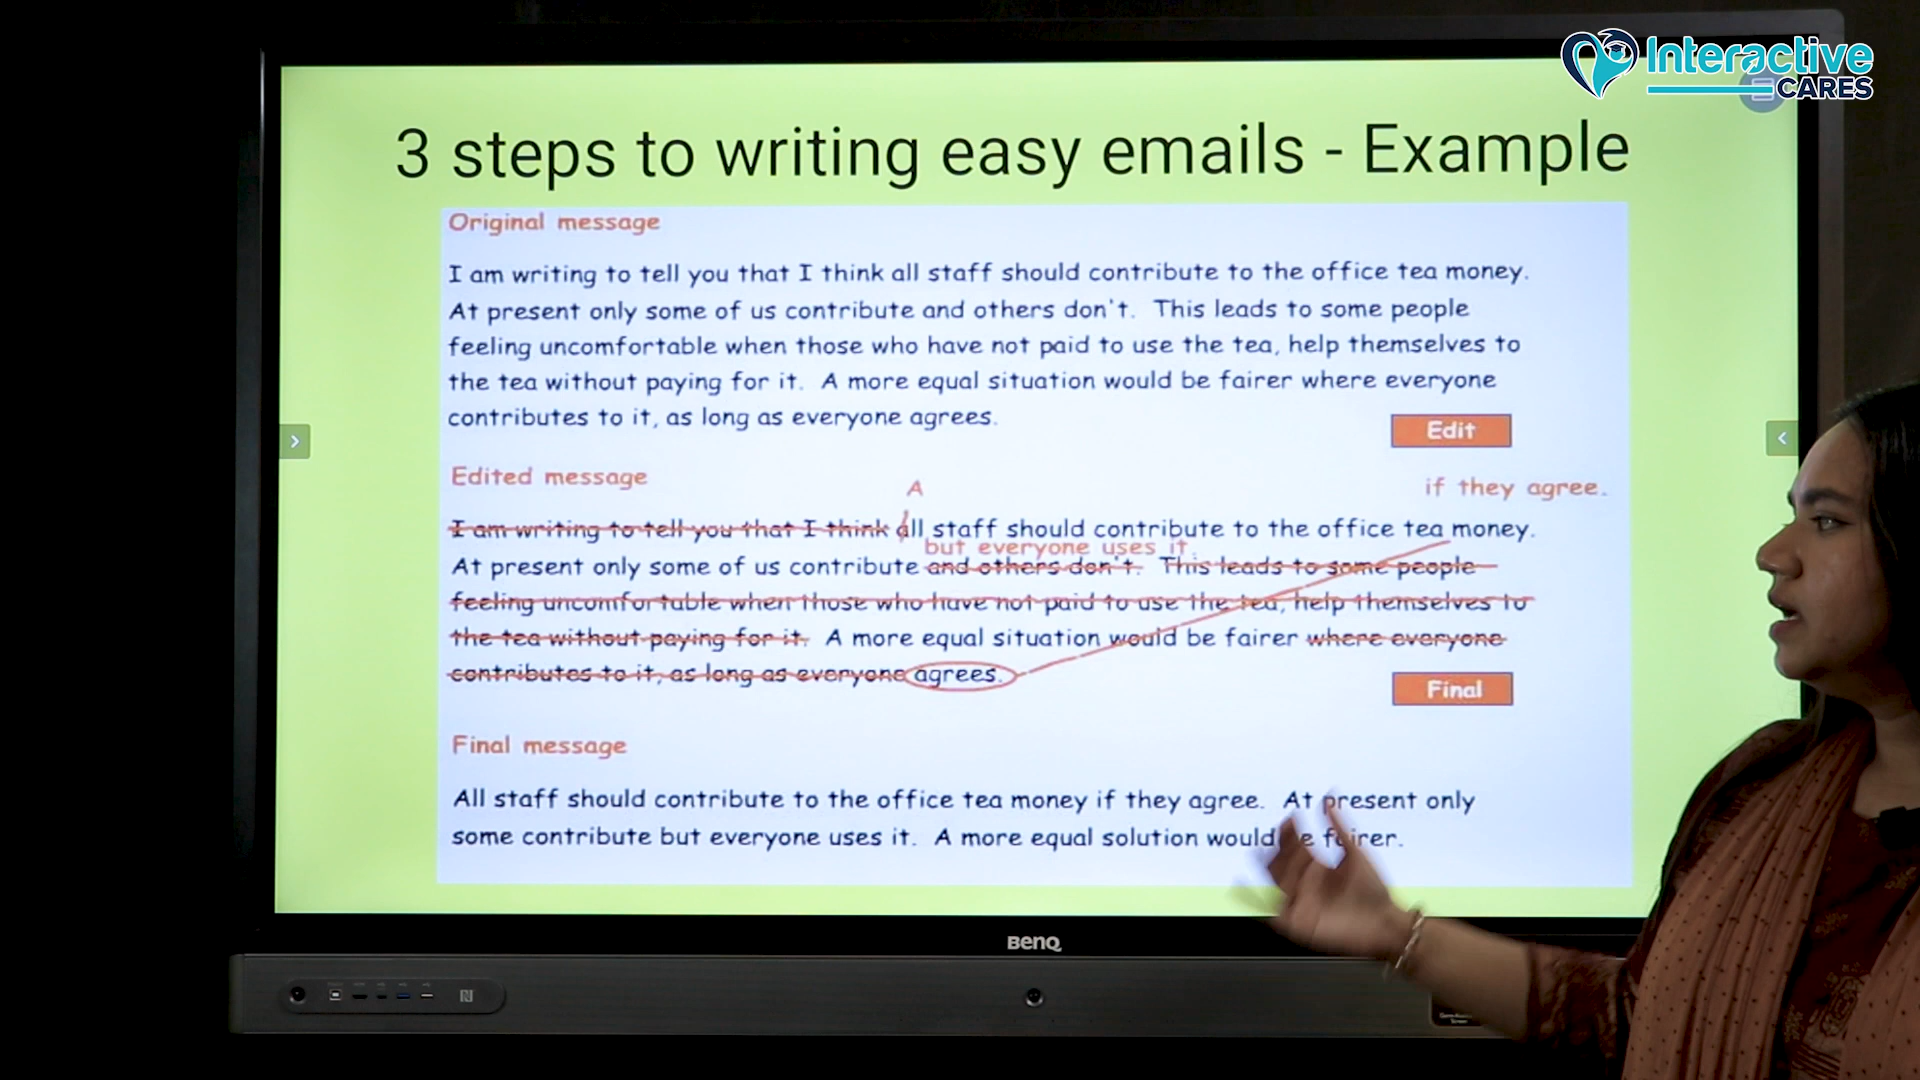 Interactive
CARES
3 steps to writing easy emails - Example
Original message
I am writing to tell you that I think all staff should contribute to the office tea money.
At present only some of us contribute and others don't. This leads to some people
feeling uncomfortable when those who have not paid to use the tea, help themselves to
the tea without paying for it. A more equal situation would be fairer where everyone
contributes to it, as long as everyone agrees.
Edit
Edited message
A
if they agree.
I am writing to tell you that I think all staff should contribute to the office tea money.
but everyone uses it.
At present only some of us contribute and others don't. This leads to some people
feeling uncomfortable when those who have not paid to use the tea, help themselves to
the tea without paying for it. A more equal situation would be fairer where everyone
contributes to it, as long as everyone agrees.
Final
Final message
All staff should contribute to the office tea money if they agree. At present only
some contribute but everyone uses it. A more equal solution would be fairer.
BenQ